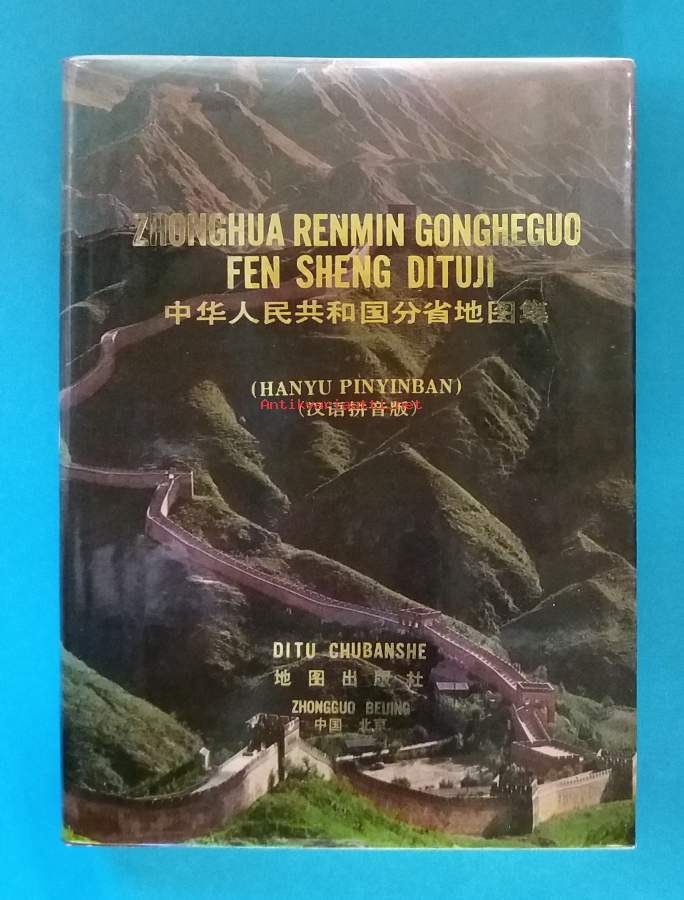 ZHONGHUA RENMIN GONGHEGUO
FEN SHENG DITUJI
中华人民共和国分省地图集
(HANYU PINYINBAN)
Antikvariaatti.net
(汉语拼音版)
DITU CHUBANSHE
地图出版社
ZHONGGUO BEIJING
中国 北京